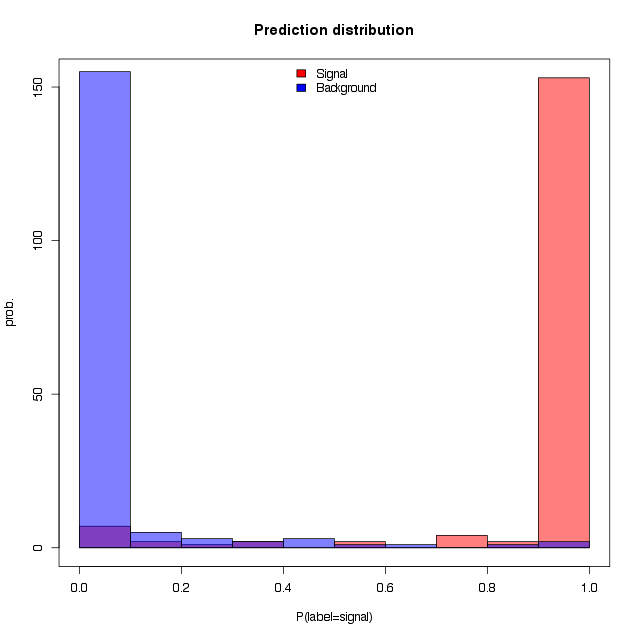 Prediction distribution
Signal
Background
150
100
50
0
prob.
0.0 0.2 0.4 0.6 0.8 1.0
P(label=signal)